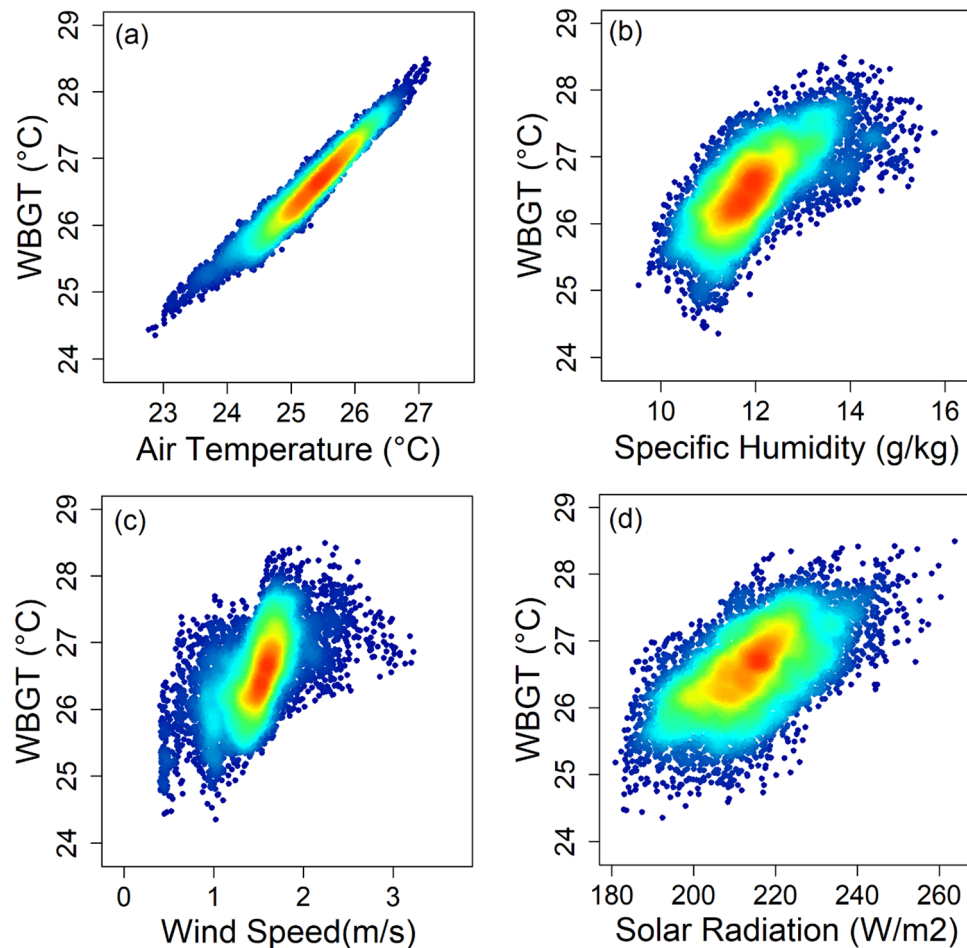 (a)
WBGT (°C)
29
28
27
26
25
24
23 24 25 26 27
Air Temperature (°C)
(b)
WBGT (°C)
29
28
27
26
25
24
10 12 14 16
Specific Humidity (g/kg)
(c)
WBGT (°C)
29
28
27
26
25
24
0 1 2 3
Wind Speed(m/s)
(d)
WBGT (°C)
29
28
27
26
25
24
180 200 220 240 260
Solar Radiation (W/m2)